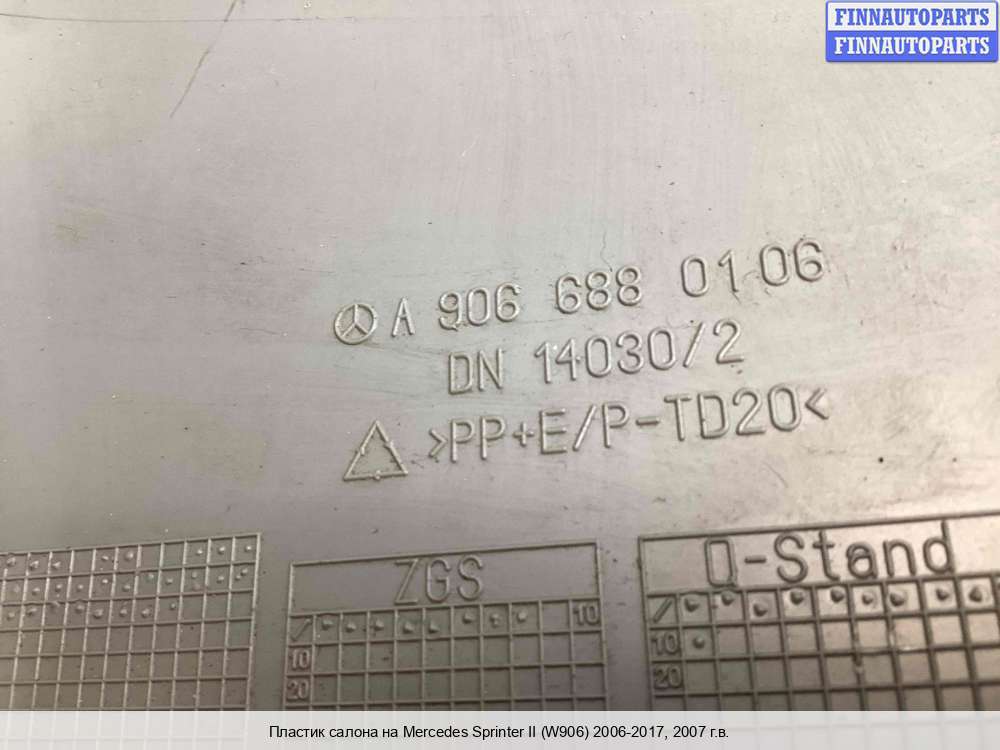 FINNAUTOPARTS
FINNAUTOPARTS
A 906 688 01 06
DN 14030/2
>PP+E/P-TD20<
ZGS
Q-Stand
/ 10
10
20
/
10
20
Пластик салона на Mercedes Sprinter II (W906) 2006-2017, 2007 г.в.